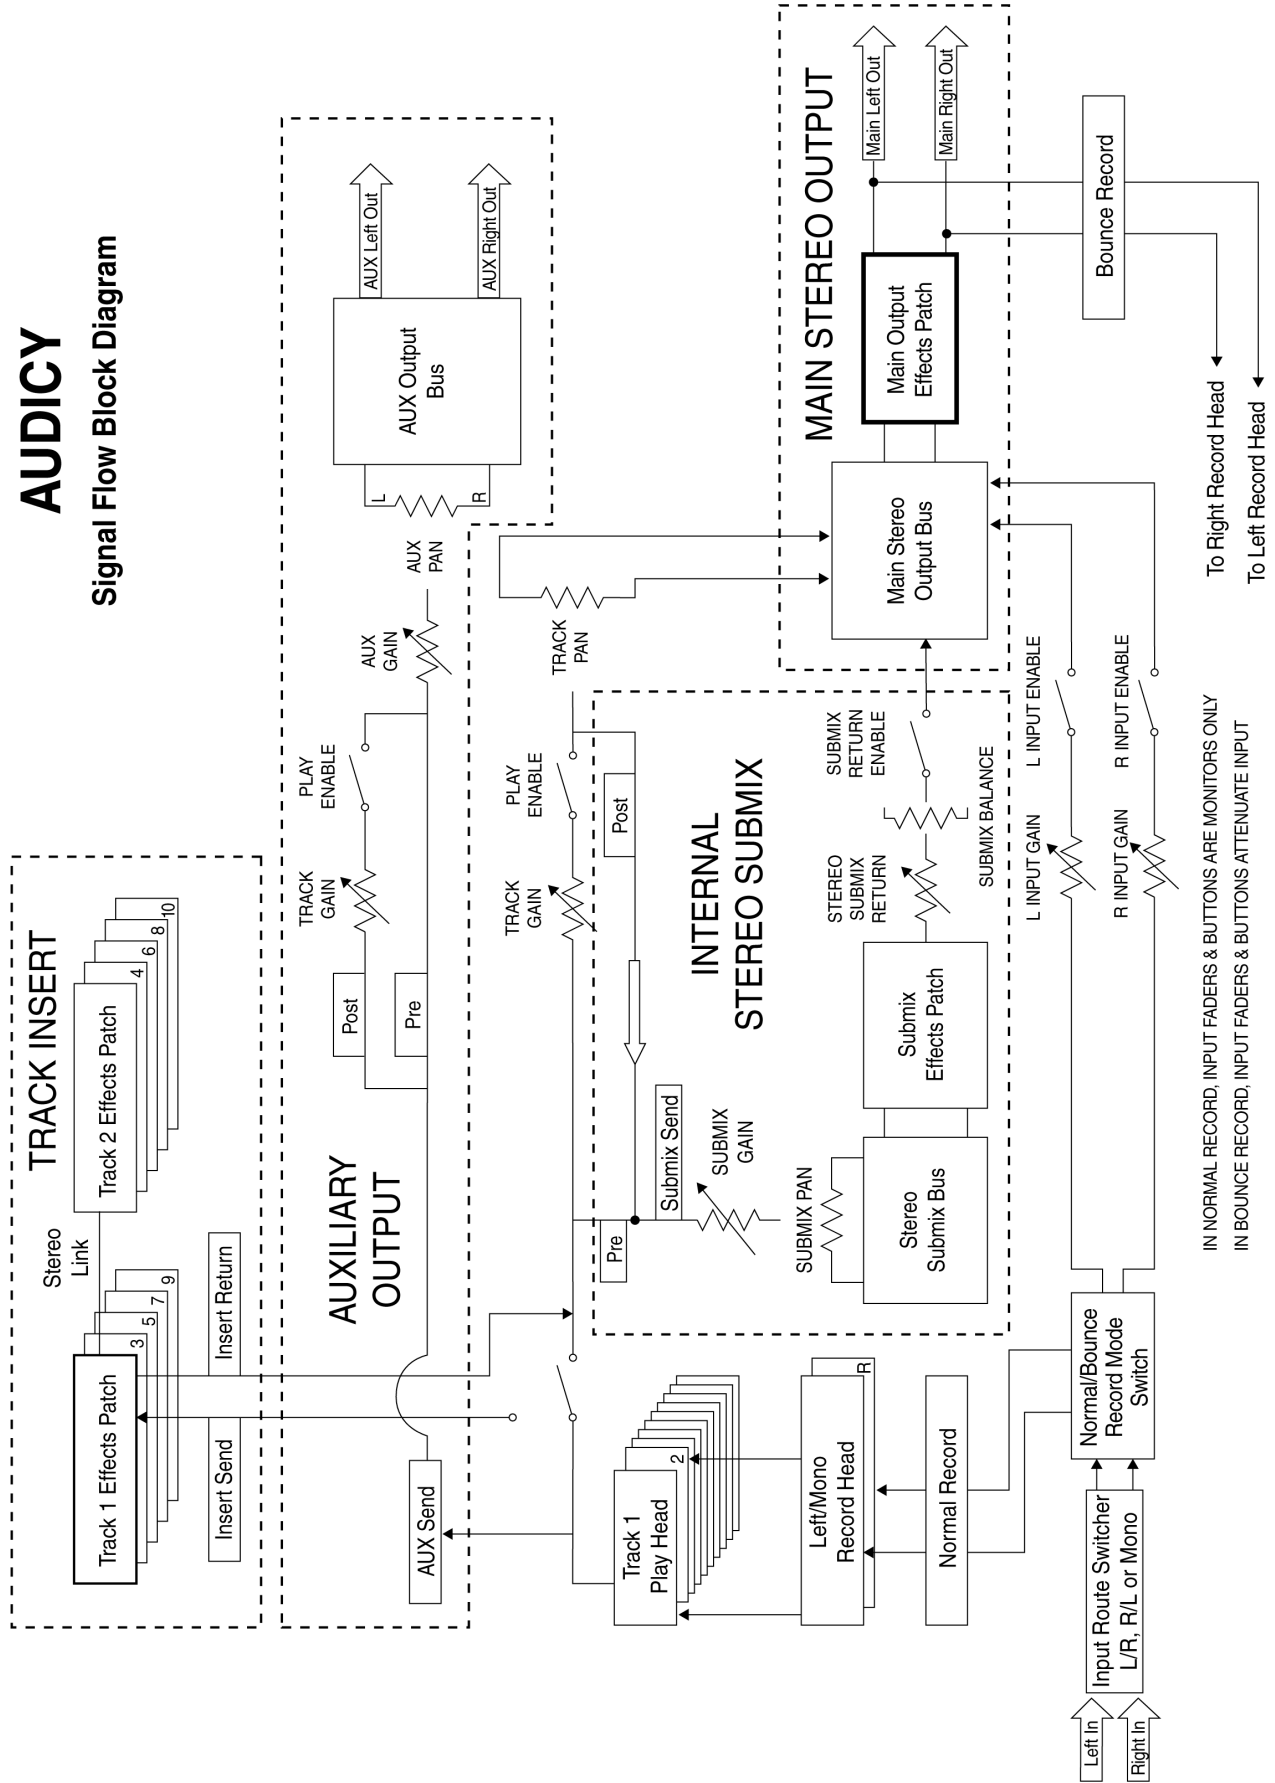 AUDICY
Signal Flow Block Diagram
TRACK INSERT
Stereo
Link
Track 1 Effects Patch
3
5
7
9
Track 2 Effects Patch
4
6
8
10
Insert Send
Insert Return
AUXILIARY
OUTPUT
AUX Send
Post
Pre
TRACK
GAIN
PLAY
ENABLE
AUX
GAIN
AUX
PAN
L
R
AUX Output
Bus
AUX Left Out
AUX Right Out
TRACK
GAIN
PLAY
ENABLE
TRACK
PAN
Track 1
Play Head
2
INTERNAL
STEREO SUBMIX
Pre
Post
Submix Send
SUBMIX
GAIN
SUBMIX PAN
Stereo
Submix Bus
Submix
Effects Patch
STEREO
SUBMIX
RETURN
SUBMIX BALANCE
SUBMIX
RETURN
ENABLE
MAIN STEREO OUTPUT
Main Stereo
Output Bus
Main Output
Effects Patch
Main Left Out
Main Right Out
Left/Mono
Record Head
R
Normal Record
Left In
Right In
Input Route Switcher
L/R, R/L or Mono
Normal/Bounce
Record Mode
Switch
L INPUT GAIN
L INPUT ENABLE
R INPUT GAIN
R INPUT ENABLE
Bounce Record
To Right Record Head
To Left Record Head
IN NORMAL RECORD, INPUT FADERS & BUTTONS ARE MONITORS ONLY
IN BOUNCE RECORD, INPUT FADERS & BUTTONS ATTENUATE INPUT